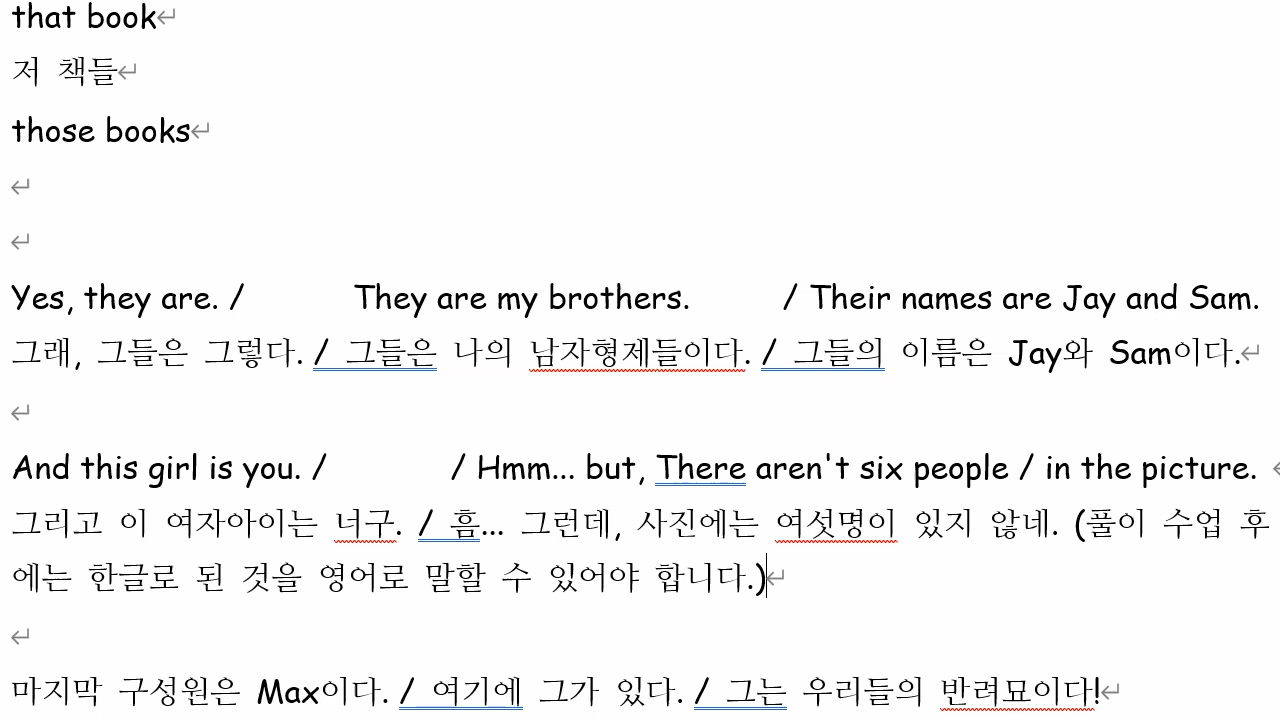 that book
저 책들
those books
Yes, they are. / They are my brothers. / Their names are Jay and Sam.
그래, 그들은 그렇다. / 그들은 나의 남자형제들이다. / 그들의 이름은 Jay와 Sam이다.
And this girl is you. / / Hmm... but, There aren't six people / in the picture.
그리고 이 여자아이는 너구. / 흠... 그런데, 사진에는 여섯명이 있지 않네. (풀이 수업 후
에는 한글로 된 것을 영어로 말할 수 있어야 합니다.)
마지막 구성원은 Max이다. / 여기에 그가 있다. / 그는 우리들의 반려묘이다!